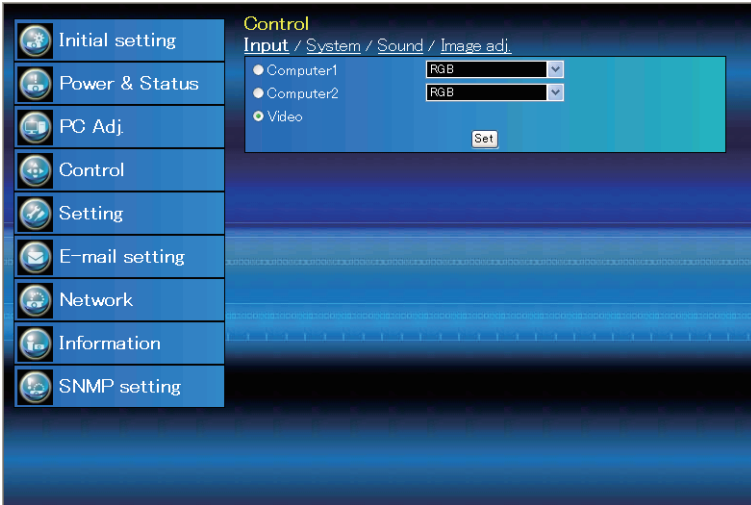 Initial setting
Power & Status
PC Adj.
Control
Setting
E-mail setting
Network
Information
SNMP setting
Control
Input / System / Sound / Image adj.
Computer1 RGB
Computer2 RGB
Video
Set